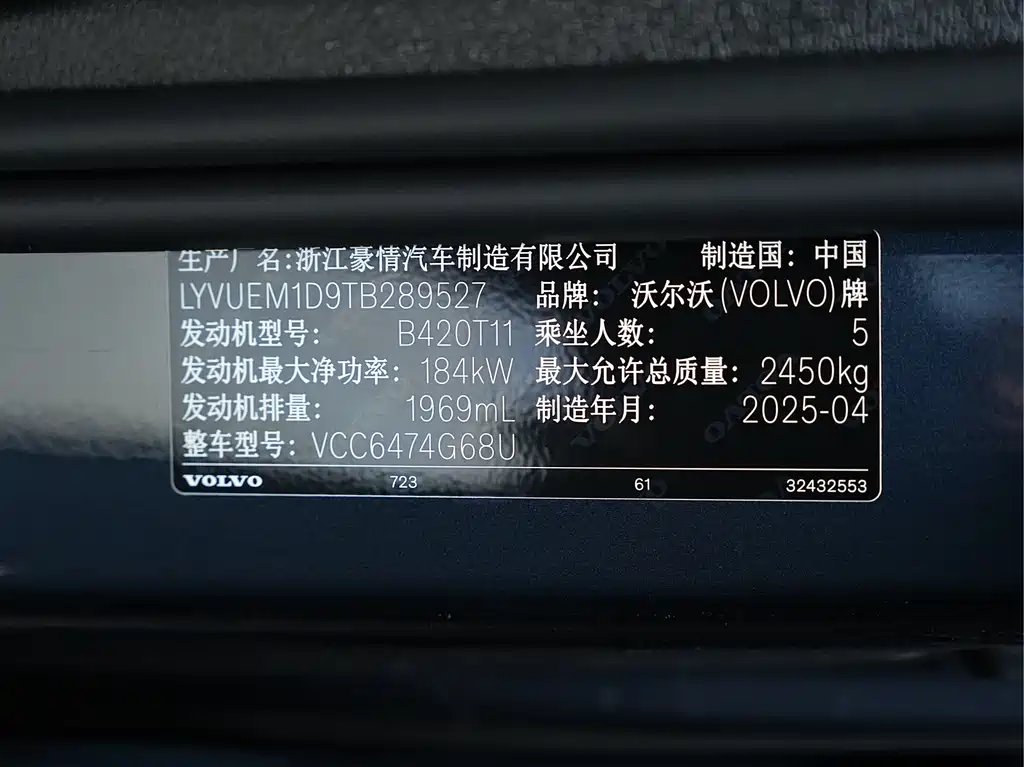 生产厂名:浙江豪情汽车制造有限公司 制造国: 中国
LYVUEM1D9TB289527 品牌: 沃尔沃(VOLVO)牌
发动机型号: B420T11 乘坐人数: 5
发动机最大净功率: 184kW 最大允许总质量: 2450kg
发动机排量: 1969mL 制造年月: 2025-04
整车型号: VCC6474G68U
VOLVO 723 61 32432553